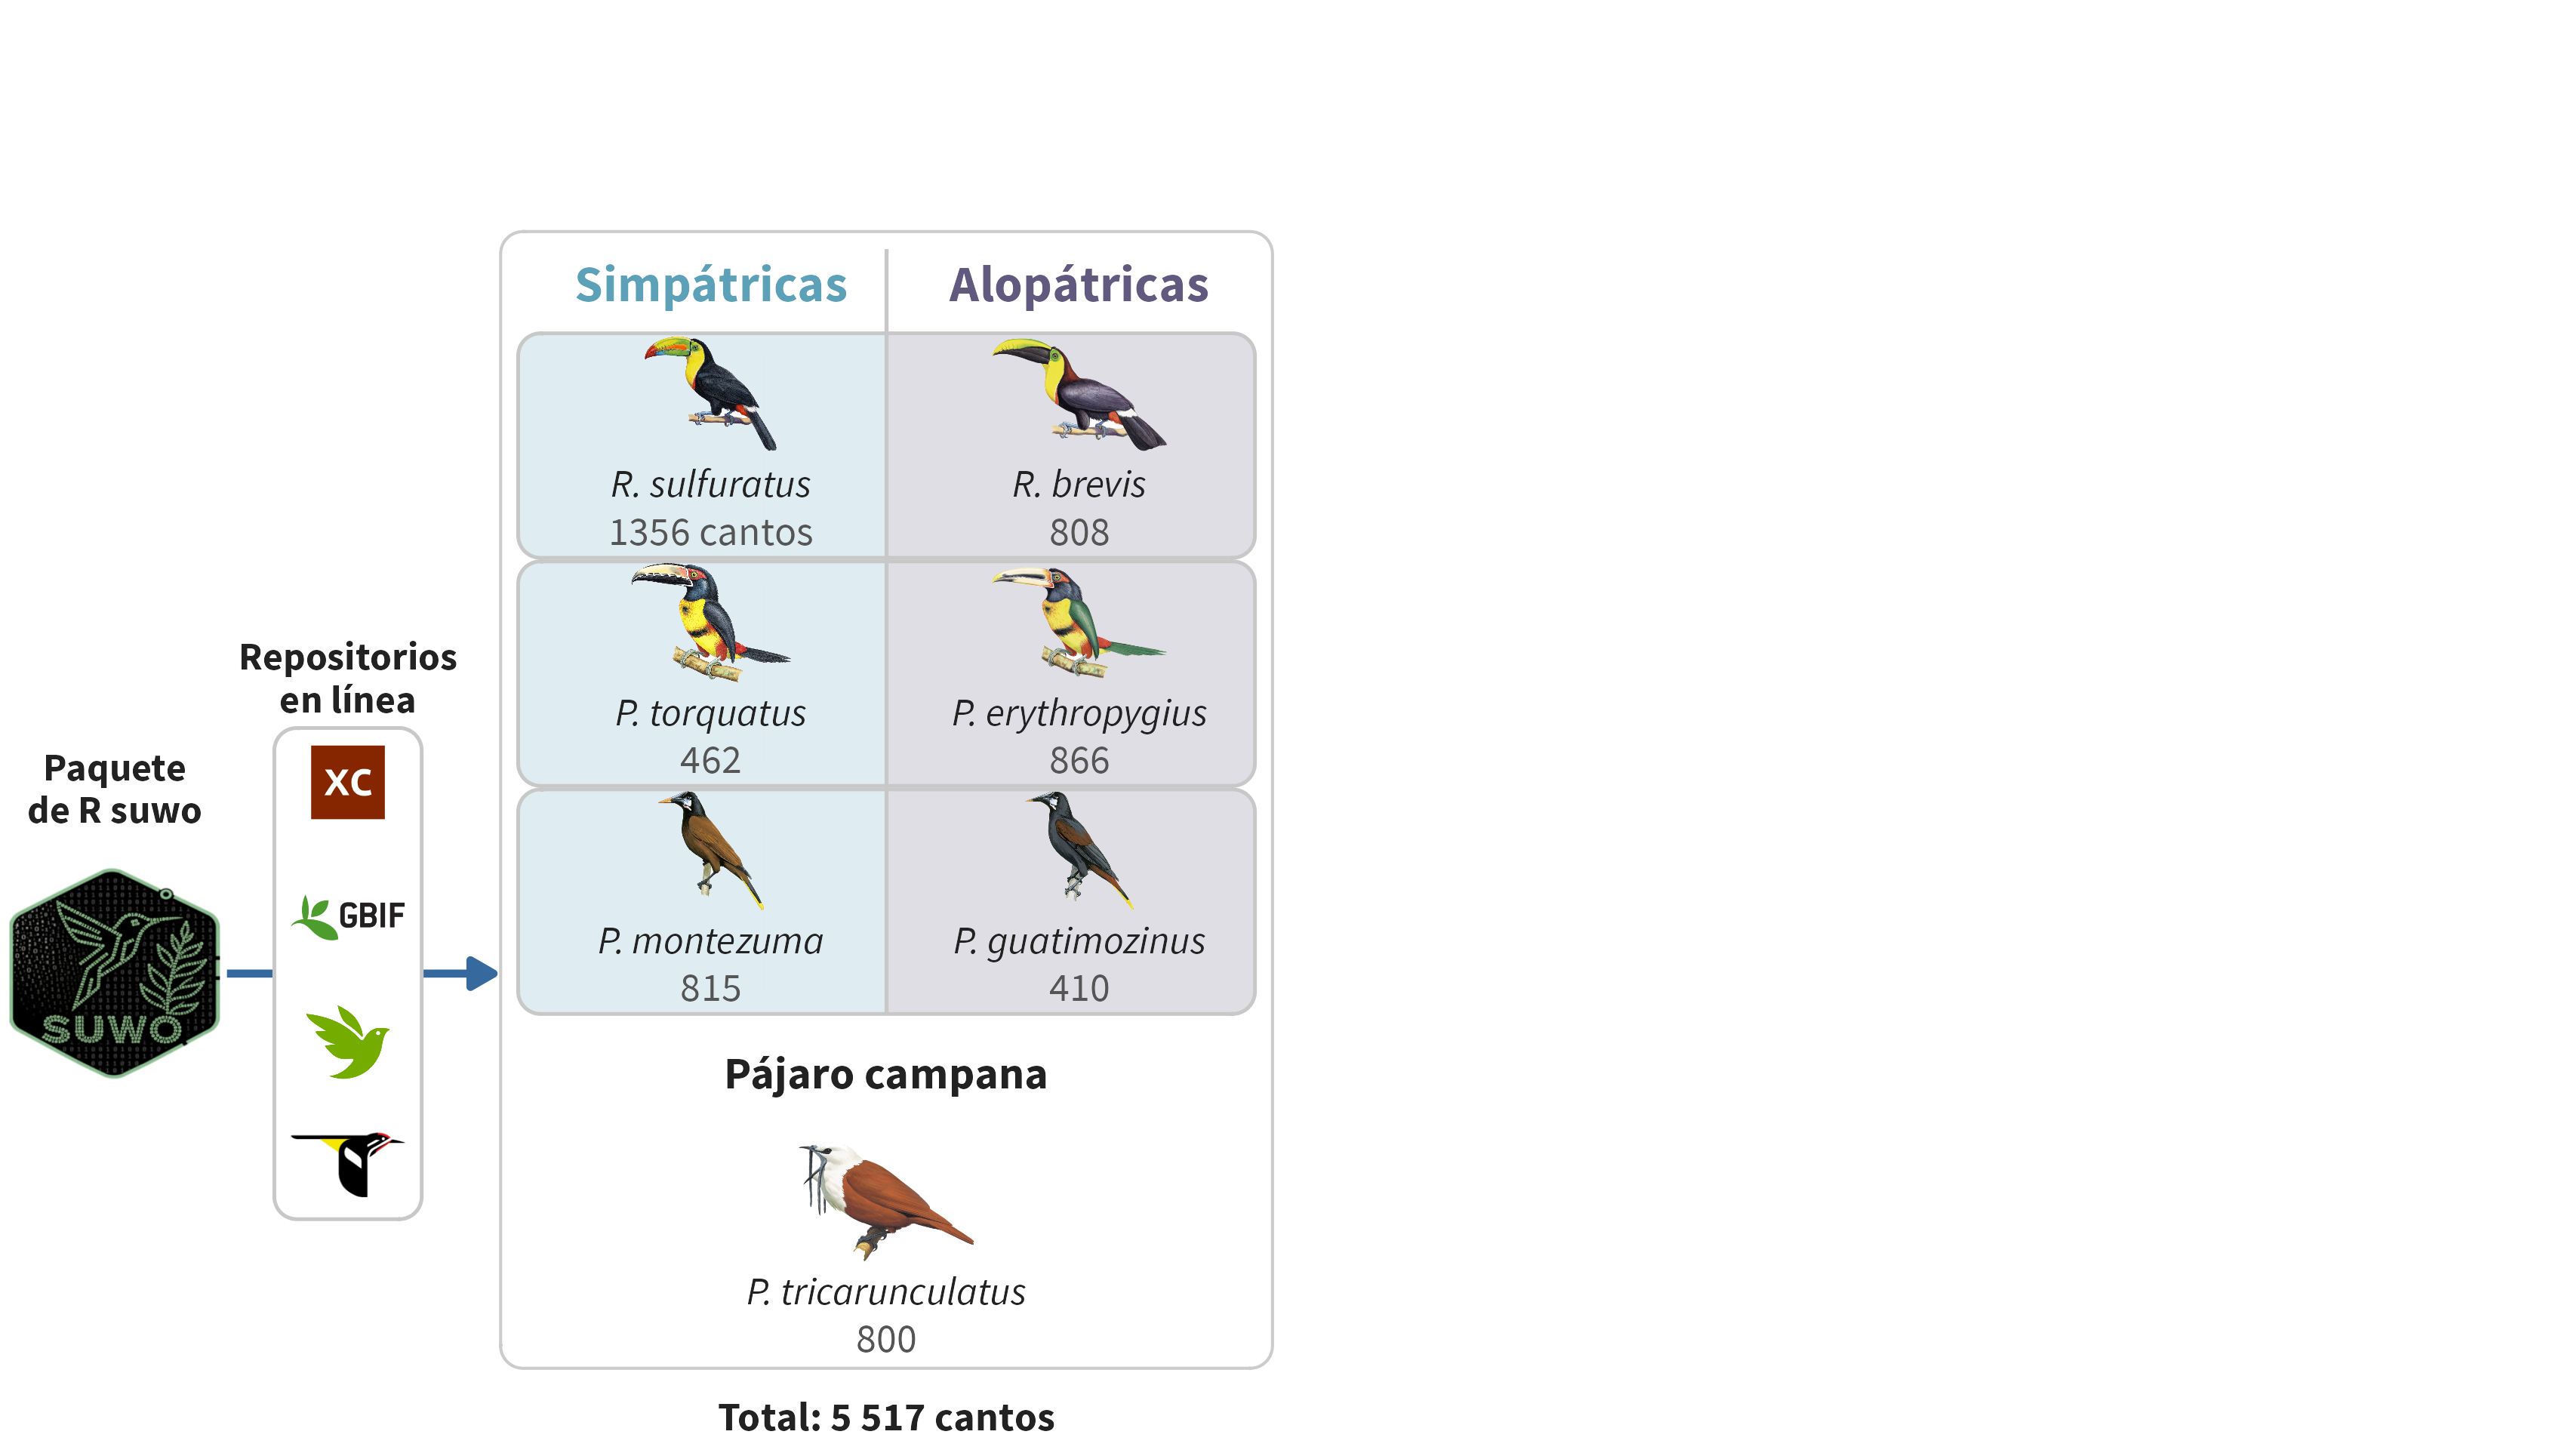 Paquete
de R suwo
SUWO
Repositorios
en línea
XC
GBIF
Simpátricas
Alopátricas
R. sulfuratus
1356 cantos
R. brevis
808
P. torquatus
462
P. erythropygius
866
P. montezuma
815
P. guatimozinus
410
Pájaro campana
P. tricarunculatus
800
Total: 5 517 cantos